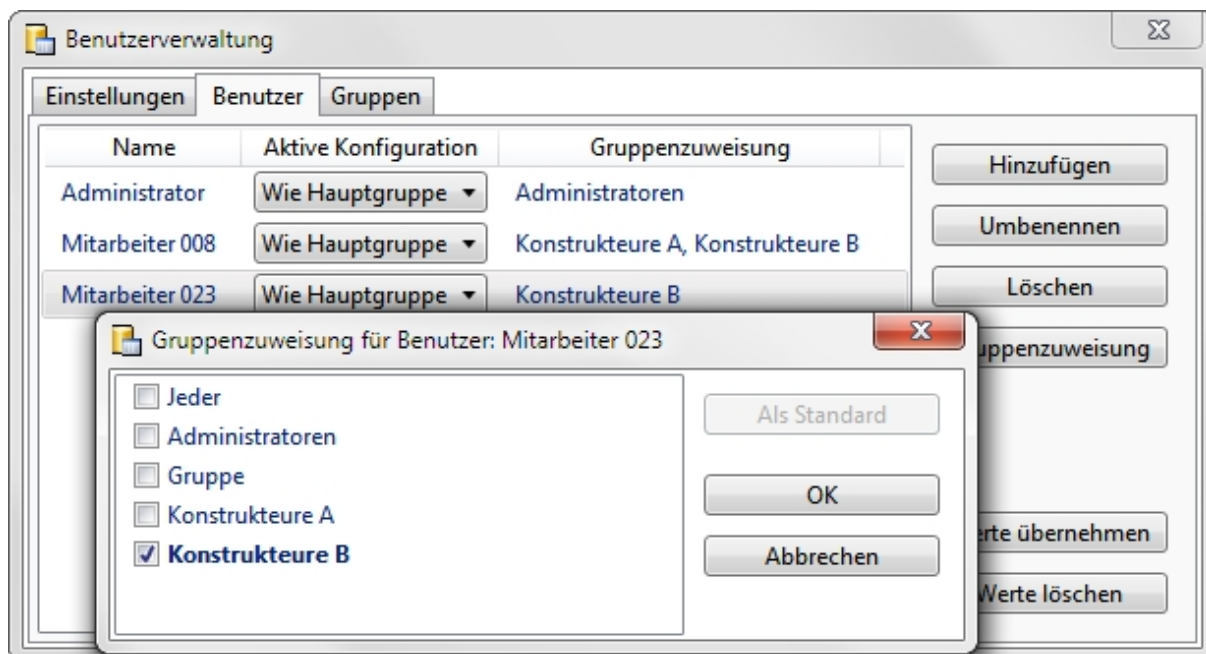 Benutzerverwaltung
Einstellungen Benutzer Gruppen
Name Aktive Konfiguration Gruppenzuweisung
Administrator Wie Hauptgruppe Administratoren
Mitarbeiter 008 Wie Hauptgruppe Konstrukteure A, Konstrukteure B
Mitarbeiter 023 Wie Hauptgruppe Konstrukteure B
Hinzufügen
Umbenennen
Löschen
uppenzuweisung
Gruppenzuweisung für Benutzer: Mitarbeiter 023
Jeder
Administratoren
Gruppe
Konstrukteure A
Konstrukteure B
Als Standard
OK
Abbrechen
erte übernehmen
Werte löschen